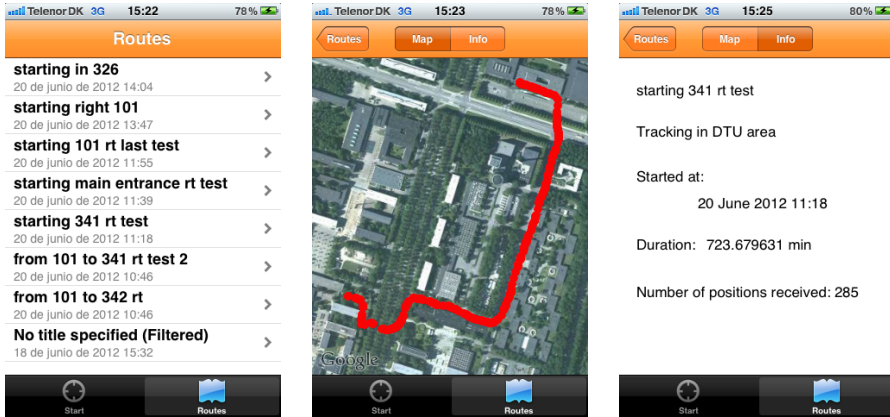 Telenor DK 3G 15:22 78%
Routes
starting in 326
20 de junio de 2012 14:04
starting right 101
20 de junio de 2012 13:47
starting 101 rt last test
20 de junio de 2012 11:55
starting main entrance rt test
20 de junio de 2012 11:39
starting 341 rt test
20 de junio de 2012 11:18
from 101 to 341 rt test 2
20 de junio de 2012 10:46
from 101 to 342 rt
20 de junio de 2012 10:46
No title specified (Filtered)
18 de junio de 2012 15:32
Start Routes
Telenor DK 3G 15:23 78%
Routes Map Info
Google
Start Routes
Telenor DK 3G 15:25 80%
Routes Map Info
starting 341 rt test
Tracking in DTU area
Started at:
20 June 2012 11:18
Duration: 723.679631 min
Number of positions received: 285
Start Routes